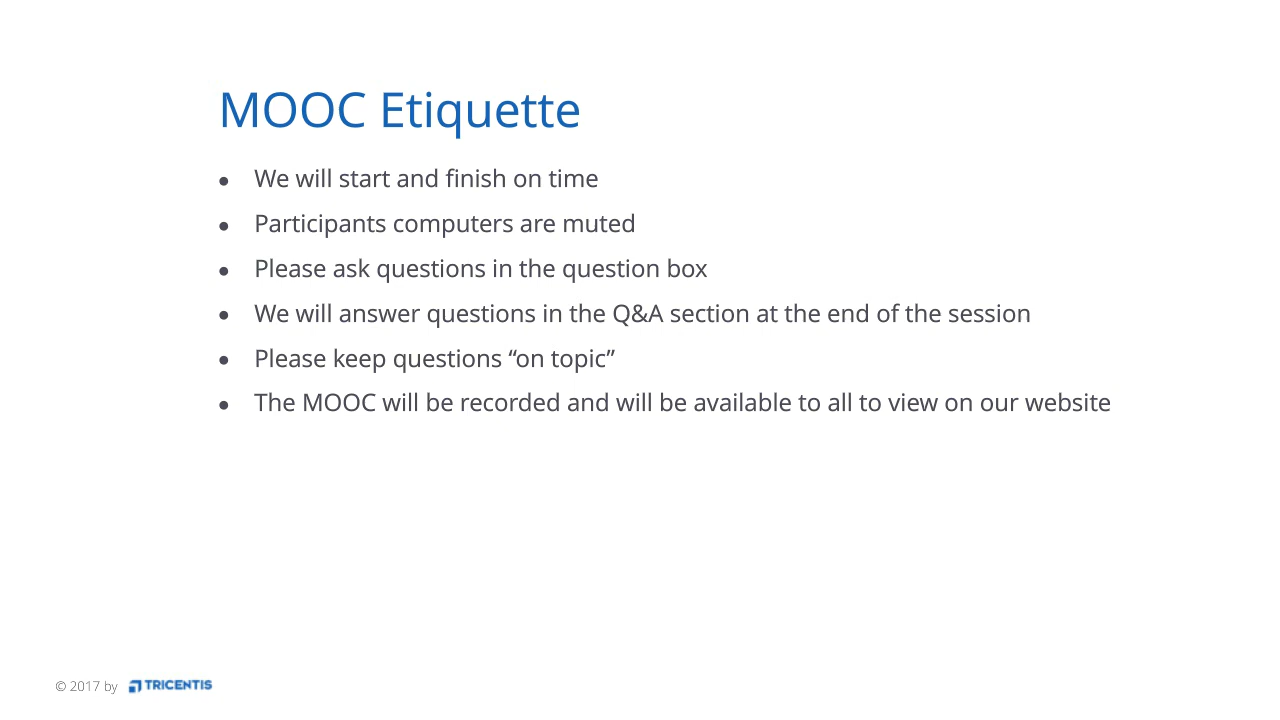 MOOC Etiquette
• We will start and finish on time
• Participants computers are muted
• Please ask questions in the question box
• We will answer questions in the Q&A section at the end of the session
• Please keep questions “on topic”
• The MOOC will be recorded and will be available to all to view on our website
© 2017 by TRICENTIS